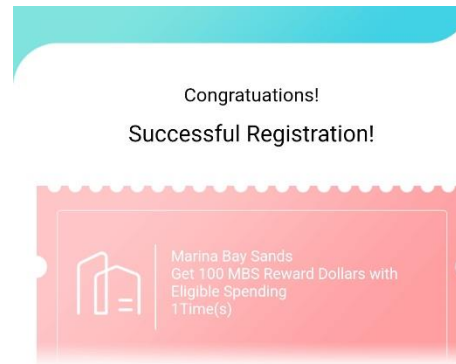 Congratuations!
Successful Registration!
Marina Bay Sands
Get 100 MBS Reward Dollars with
Eligible Spending
1Time(s)